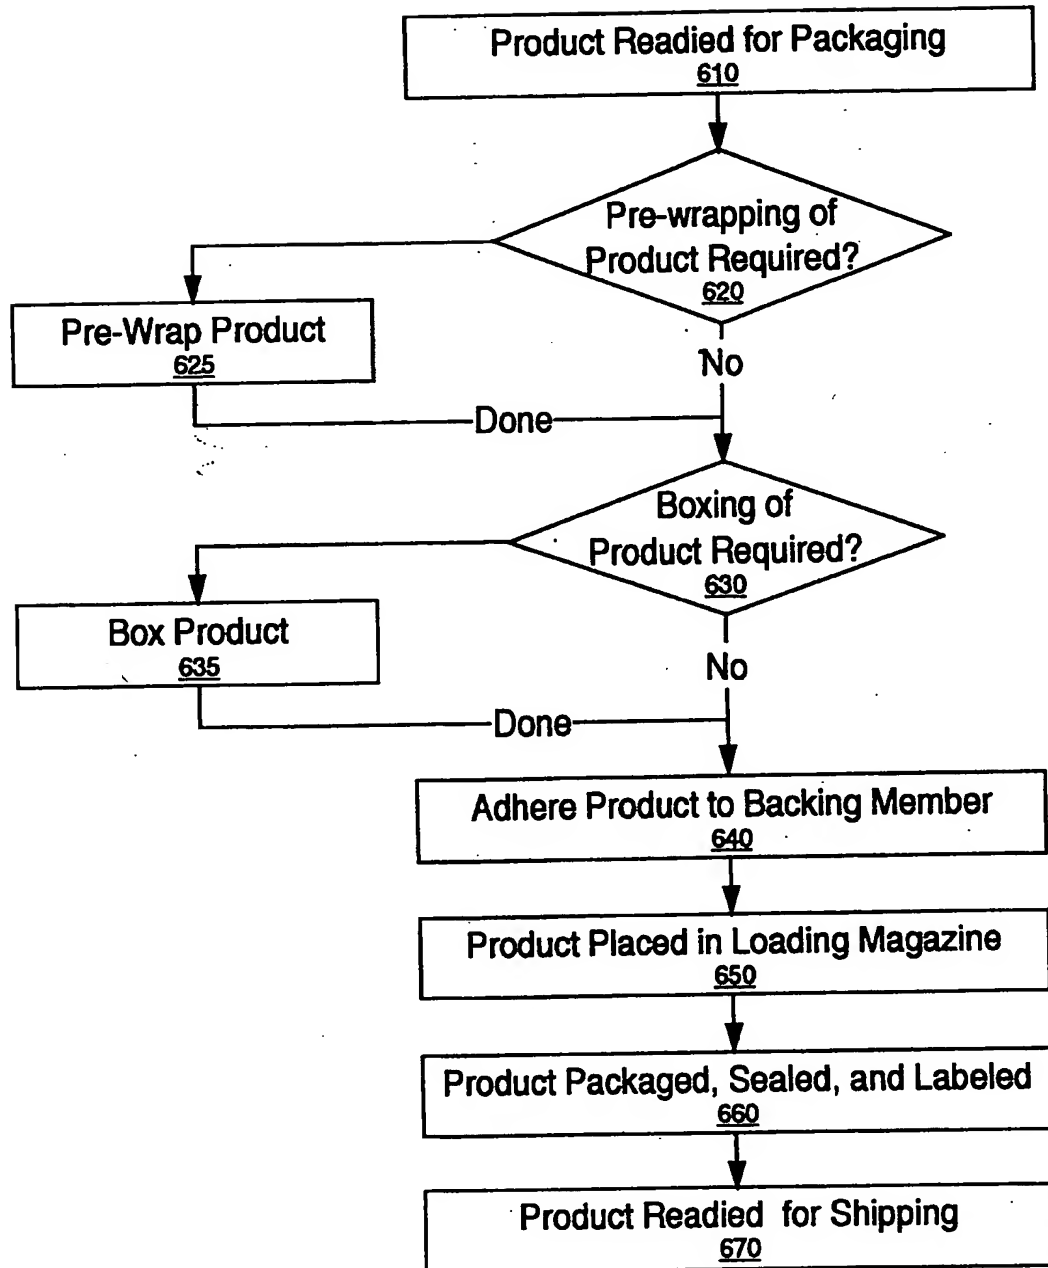 Product Readied for Packaging
610
Pre-wrapping of
Product Required?
620
Pre-Wrap Product
625
No
Done
Boxing of
Product Required?
630
Box Product
635
No
Done
Adhere Product to Backing Member
640
Product Placed in Loading Magazine
650
Product Packaged, Sealed, and Labeled
660
Product Readied for Shipping
670